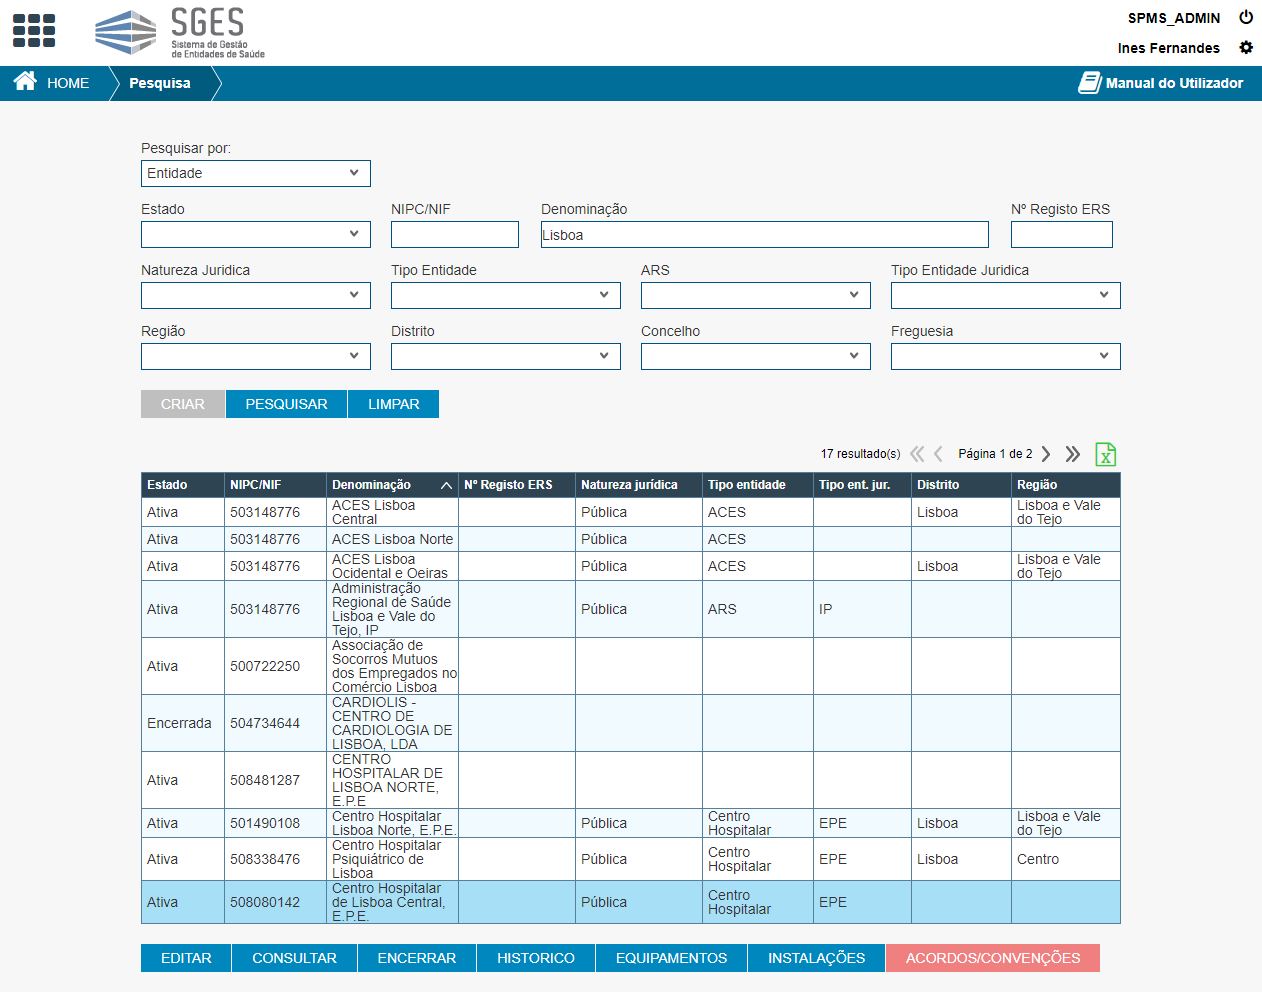 SGES
Sistema de Gestão
de Entidades de Saúde
SPMS_ADMIN
Ines Fernandes
HOME
Pesquisa
Manual do Utilizador
Pesquisar por:
Entidade
Estado
NIPC/NIF
Denominação
Nº Registo ERS
Lisboa
Natureza Juridica
Tipo Entidade
ARS
Tipo Entidade Juridica
Região
Distrito
Concelho
Freguesia
CRIAR
PESQUISAR
LIMPAR
17 resultado(s)
Página 1 de 2
Estado NIPC/NIF Denominação Nº Registo ERS Natureza jurídica Tipo entidade Tipo ent. jur. Distrito Região
Ativa 503148776 ACES Lisboa
Central Pública ACES Lisboa Lisboa e Vale
do Tejo
Ativa 503148776 ACES Lisboa Norte Pública ACES
Ativa 503148776 ACES Lisboa
Ocidental e Oeiras Pública ACES Lisboa Lisboa e Vale
do Tejo
Ativa 503148776 Administração
Regional de Saúde
Lisboa e Vale do
Tejo, IP Pública ARS IP
Ativa 500722250 Associação de
Socorros Mutuos
dos Empregados no
Comércio Lisboa
Encerrada 504734644 CARDIOLIS -
CENTRO DE
CARDIOLOGIA DE
LISBOA, LDA
Ativa 508481287 CENTRO
HOSPITALAR DE
LISBOA NORTE,
E.P.E
Ativa 501490108 Centro Hospitalar
Lisboa Norte, E.P.E. Pública Centro
Hospitalar EPE Lisboa Lisboa e Vale
do Tejo
Ativa 508338476 Centro Hospitalar
Psiquiátrico de
Lisboa Pública Centro
Hospitalar EPE Lisboa Centro
Ativa 508080142 Centro Hospitalar
de Lisboa Central,
E.P.E. Pública Centro
Hospitalar EPE
EDITAR
CONSULTAR
ENCERRAR
HISTORICO
EQUIPAMENTOS
INSTALAÇÕES
ACORDOS/CONVENÇÕES